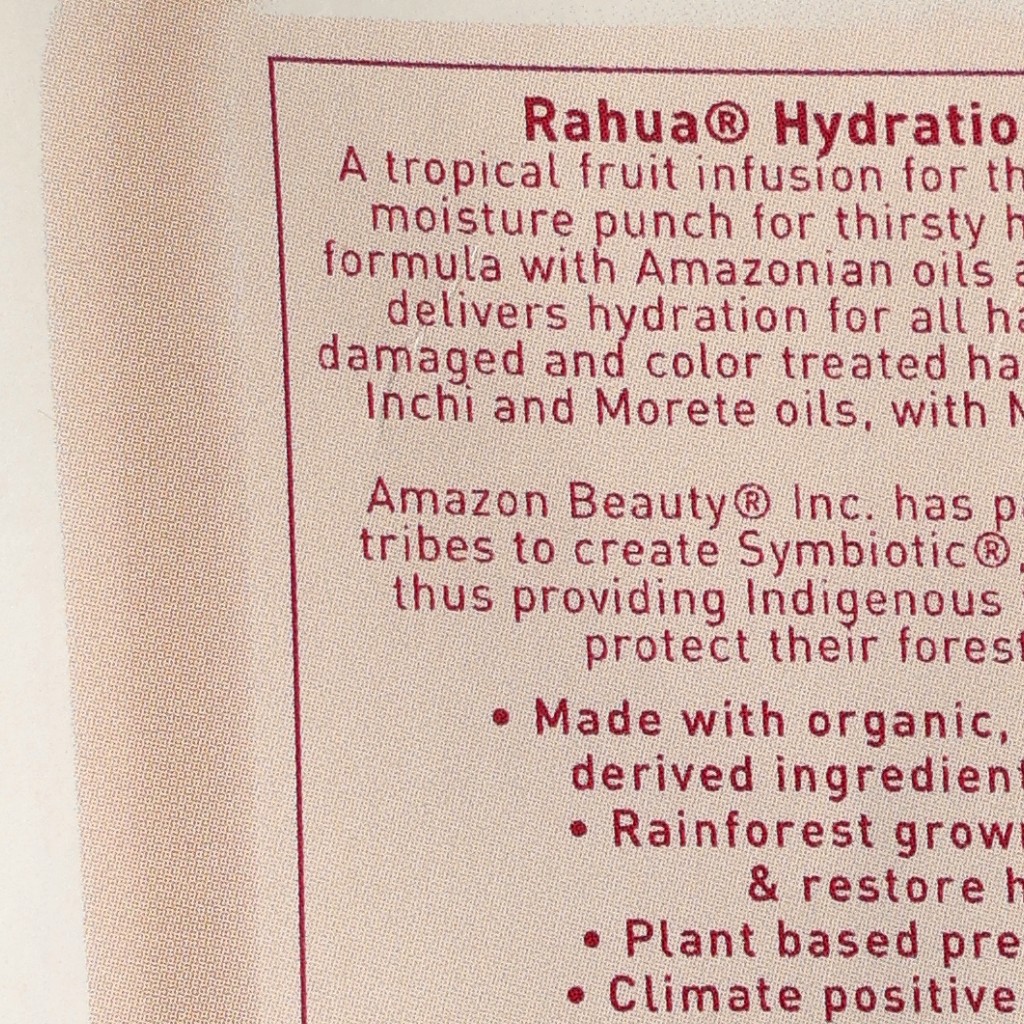 Rahua® Hydratio
A tropical fruit infusion for th
moisture punch for thirsty h
formula with Amazonian oils a
delivers hydration for all ha
damaged and color treated ha
Inchi and Morete oils, with M
Amazon Beauty® Inc. has p
tribes to create Symbiotic®,
thus providing Indigenous
protect their forest
• Made with organic,
derived ingredient
• Rainforest grow
& restore h
• Plant based pre
• Climate positive